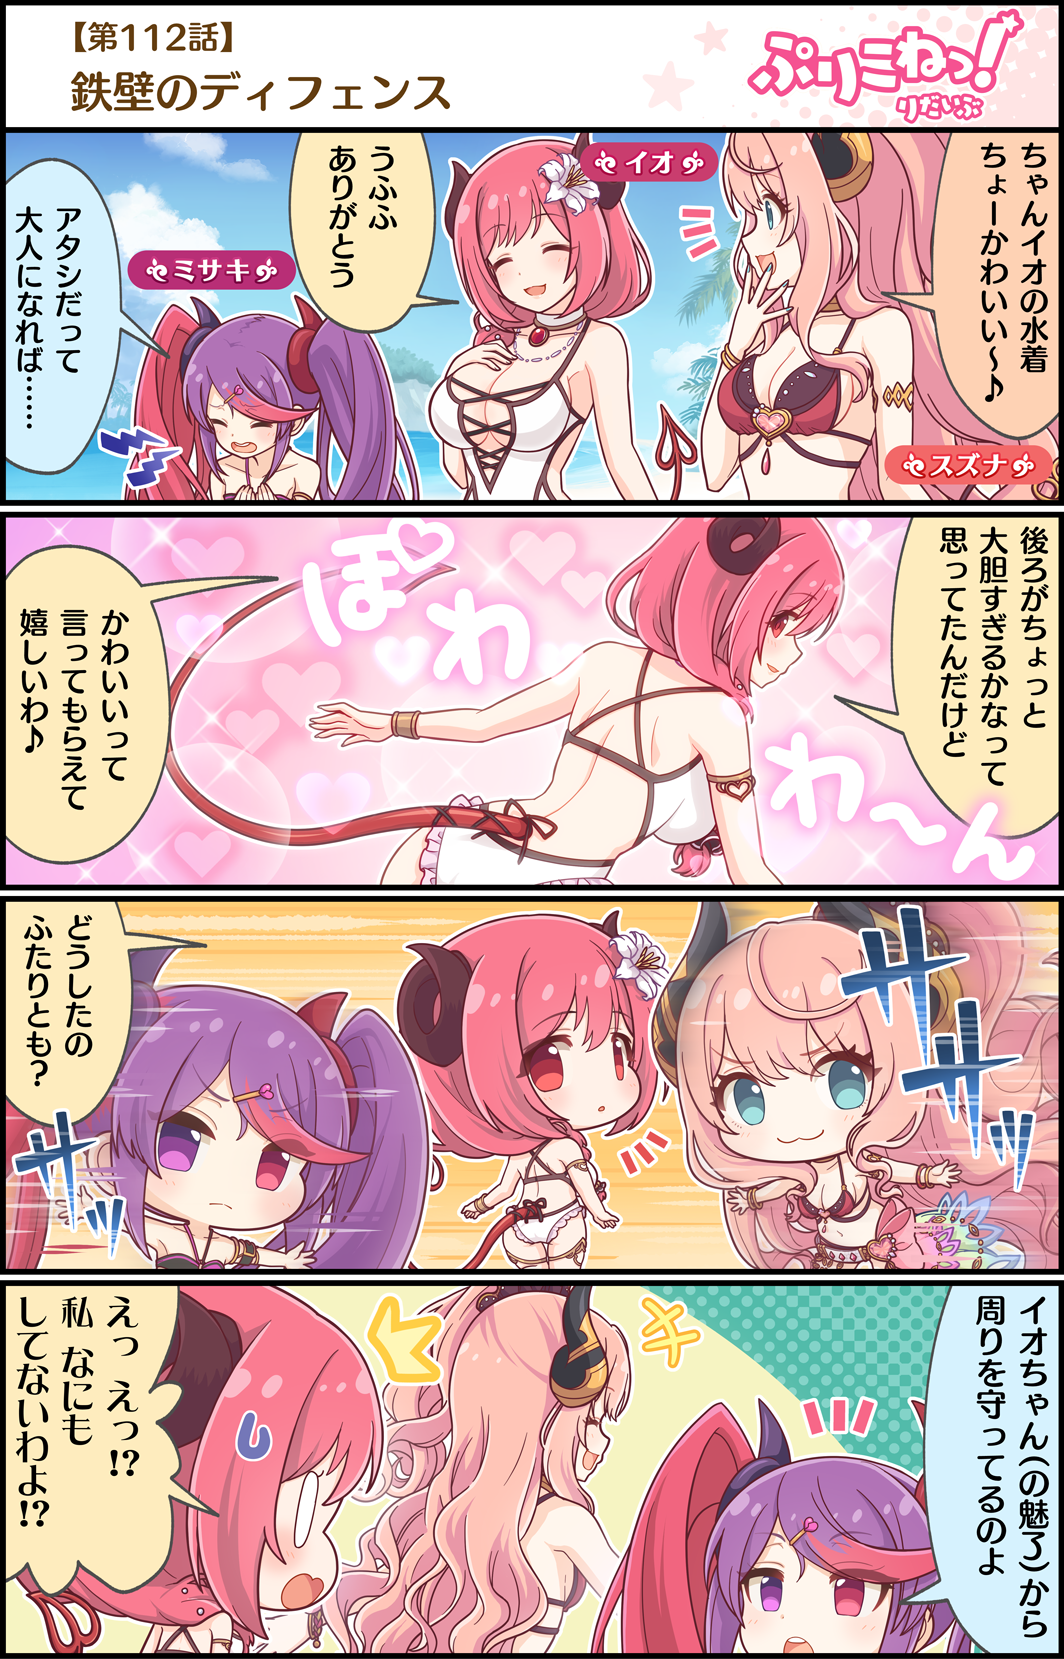 【第112話】
鉄壁のディフェンス
ぷりこねっ!
りだいぶ
ちゃんイオの水着
ちょーかわいい～♪
イオ
うふふ
ありがとう
スズナ
ミサキ
アタシだって
大人になれば……
後ろがちょっと
大胆すぎるかなって
思ってたんだけど
ぽわ
わ～ん
かわいいって
言ってもらえて
嬉しいわ♪
サササッ
どうしたの
ふたりとも？
ササッ
イオちゃん(の魅了)から
周りを守ってるのよ
キ
えっ えっ!?
私 なにも
してないわよ!?